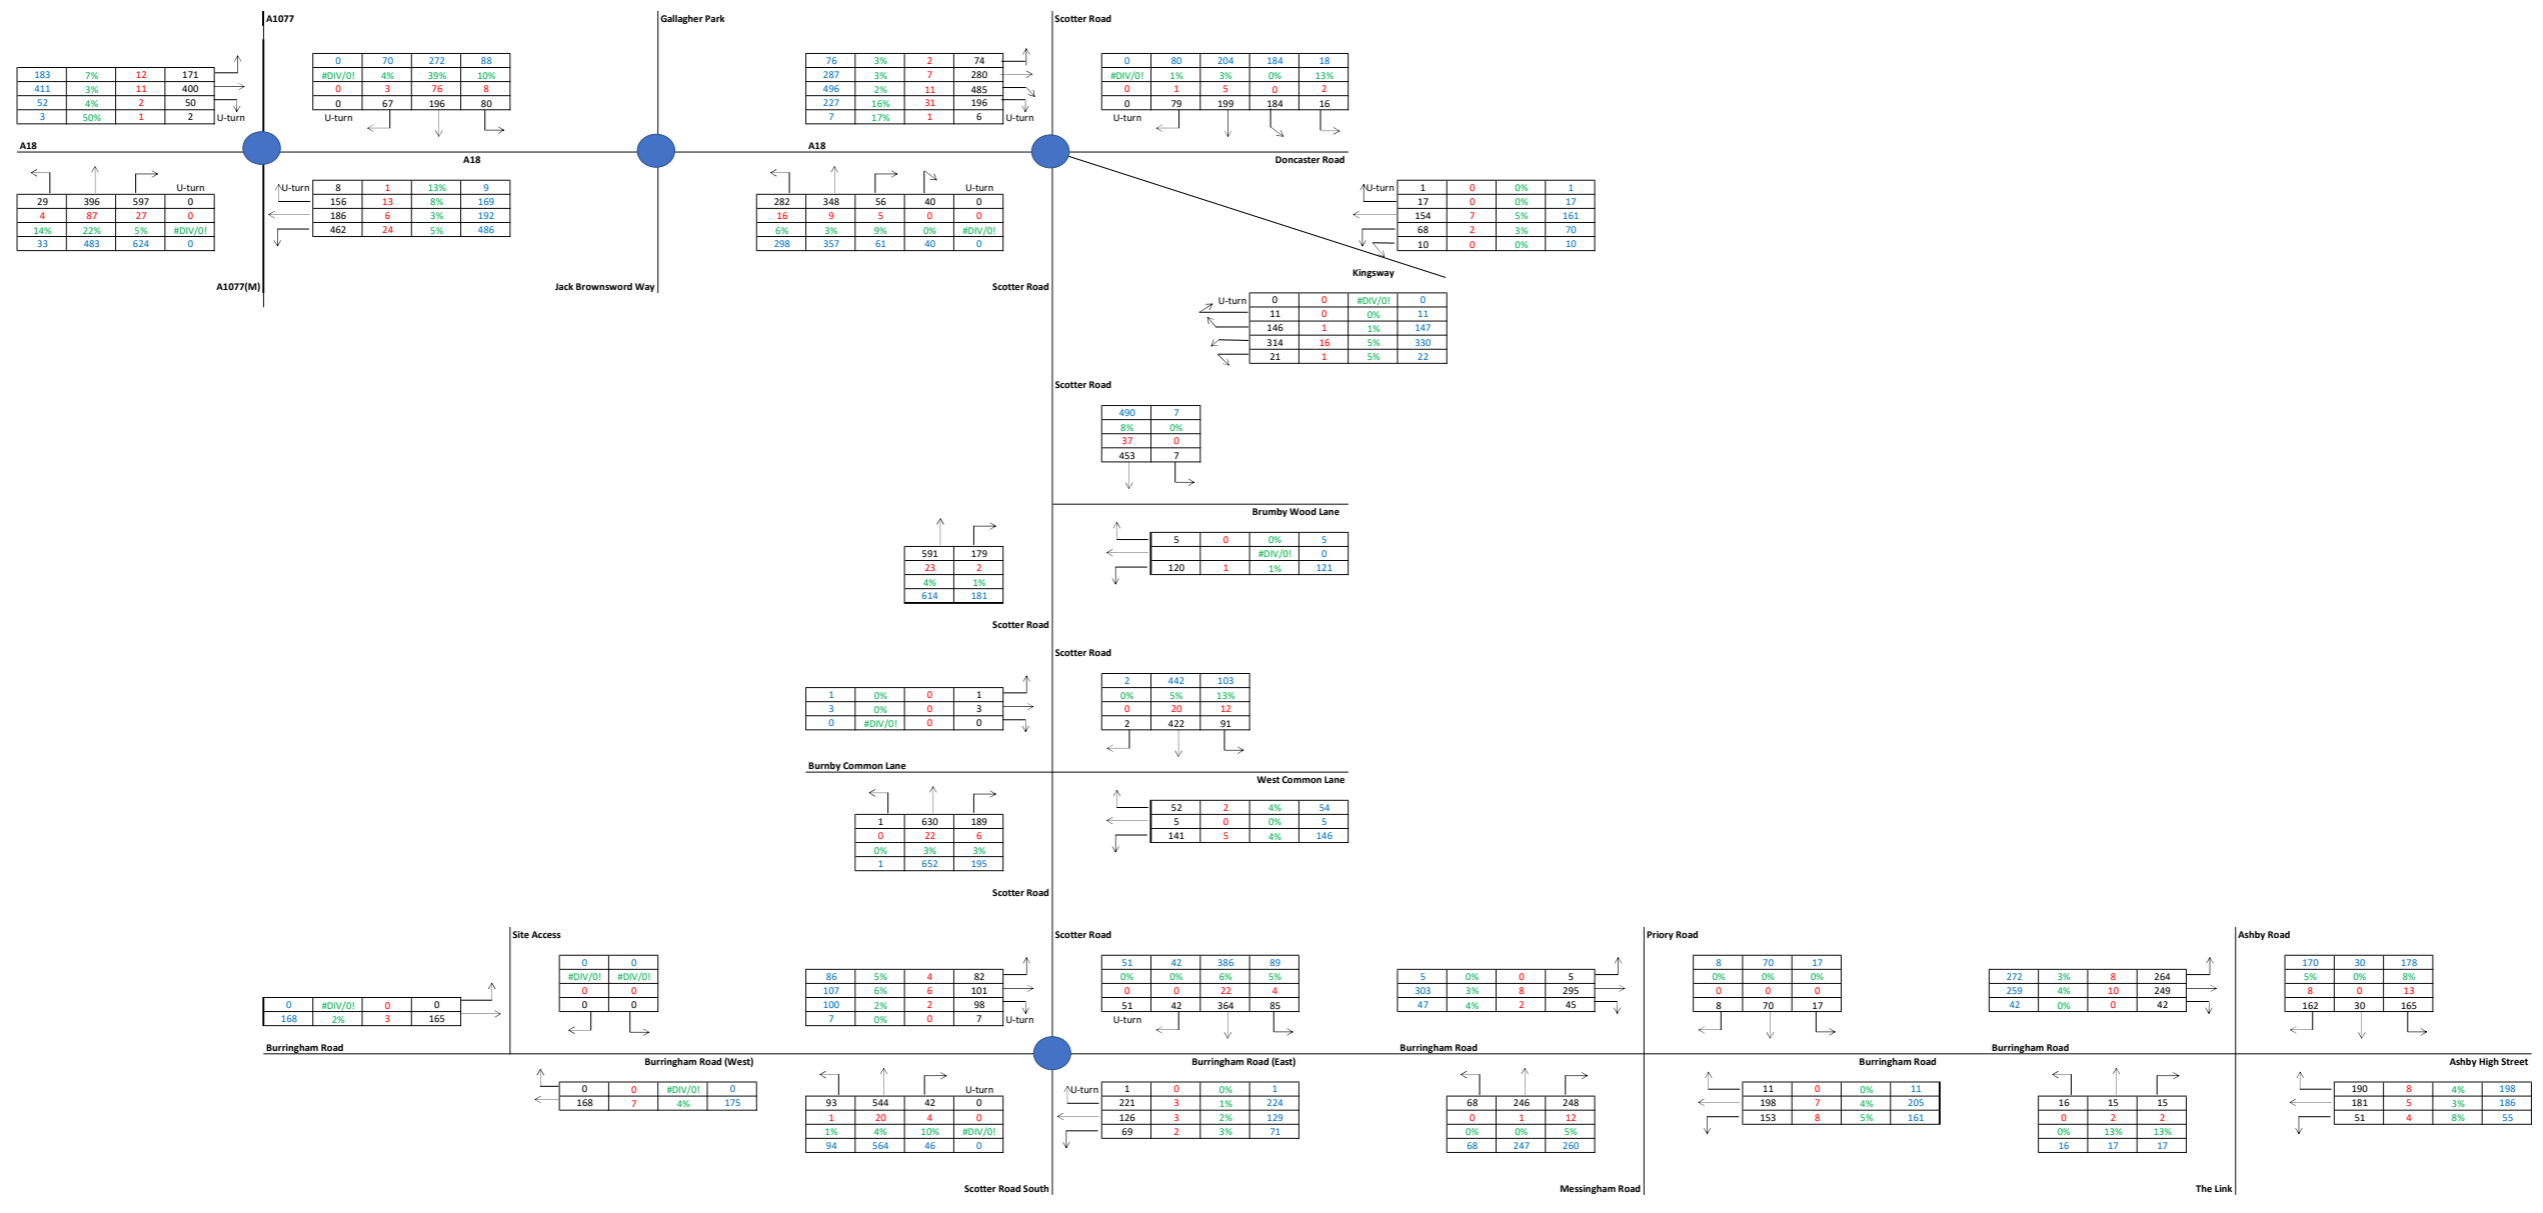 A1077
Gallagher Park
Scotter Road
183 7% 12 171
411 3% 11 400
52 4% 2 50
3 50% 1 2 U-turn
0 70 272 88
#DIV/0! 4% 39% 10%
0 3 76 8
0 67 196 80
U-turn
76 3% 2 74
287 3% 7 280
496 2% 11 485
227 16% 31 196
7 17% 1 6 U-turn
0 80 204 184 18
#DIV/0! 1% 3% 0% 13%
0 1 5 0 2
0 79 199 184 16
U-turn
A18
A18
A18
Doncaster Road
U-turn
29 396 597 0
4 87 27 0
14% 22% 5% #DIV/0!
33 483 624 0
U-turn 8 1 13% 9
156 13 8% 169
186 6 3% 192
462 24 5% 486
U-turn
282 348 56 40 0
16 9 5 0 0
6% 3% 9% 0% #DIV/0!
298 357 61 40 0
U-turn 1 0 0% 1
17 0 0% 17
154 7 5% 161
68 2 3% 70
10 0 0% 10
Kingsway
A1077(M)
Jack Brownsword Way
Scotter Road
U-turn 0 0 #DIV/0! 0
11 0 0% 11
146 1 1% 147
314 16 5% 330
21 1 5% 22
Scotter Road
490 7
8% 0%
37 0
453 7
Brumby Wood Lane
591 179
23 2
4% 1%
614 181
5 0 0% 5
#DIV/0! 0
120 1 1% 121
Scotter Road
Scotter Road
1 0% 0 1
3 0% 0 3
0 #DIV/0! 0 0
2 442 103
0% 5% 13%
0 20 12
2 422 91
Burnby Common Lane
West Common Lane
1 630 189
0 22 6
0% 3% 3%
1 652 195
52 2 4% 54
5 0 0% 5
141 5 4% 146
Scotter Road
Site Access
Scotter Road
Priory Road
Ashby Road
0 #DIV/0! 0 0
168 2% 3 165
0 0
#DIV/0! #DIV/0!
0 0
0 0
86 5% 4 82
107 6% 6 101
100 2% 2 98
7 0% 0 7 U-turn
51 42 386 89
0% 0% 6% 5%
0 0 22 4
51 42 364 85
U-turn
5 0% 0 5
303 3% 8 295
47 4% 2 45
8 70 17
0% 0% 0%
0 0 0
8 70 17
272 3% 8 264
259 4% 10 249
42 0% 0 42
170 30 178
5% 0% 8%
8 0 13
162 30 165
Burringham Road
Burringham Road (West)
Burringham Road (East)
Burringham Road
Burringham Road
Burringham Road
Ashby High Street
0 0 #DIV/0! 0
168 7 4% 175
U-turn
93 544 42 0
1 20 4 0
1% 4% 10% #DIV/0!
94 564 46 0
U-turn 1 0 0% 1
221 3 1% 224
126 3 2% 129
69 2 3% 71
68 246 248
0 1 12
0% 0% 5%
68 247 260
11 0 0% 11
198 7 4% 205
153 8 5% 161
16 15 15
0 2 2
0% 13% 13%
16 17 17
190 8 4% 198
181 5 3% 186
51 4 8% 55
Scotter Road South
Messingham Road
The Link